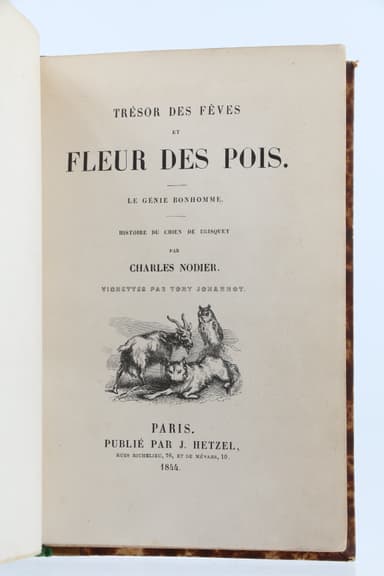 TRÉSOR DES FÊVES
ET
FLEUR DES POIS.
LE GÉNIE BONHOMME.
HISTOIRE DU CHIEN DE BRISQUET
PAR
CHARLES NODIER.
VIGNETTES PAR TONY JOHANNOT.
PARIS.
PUBLIÉ PAR J. HETZEL,
RUES RICHELIEU, 76, ET DE MÉNARS, 10.
1844.